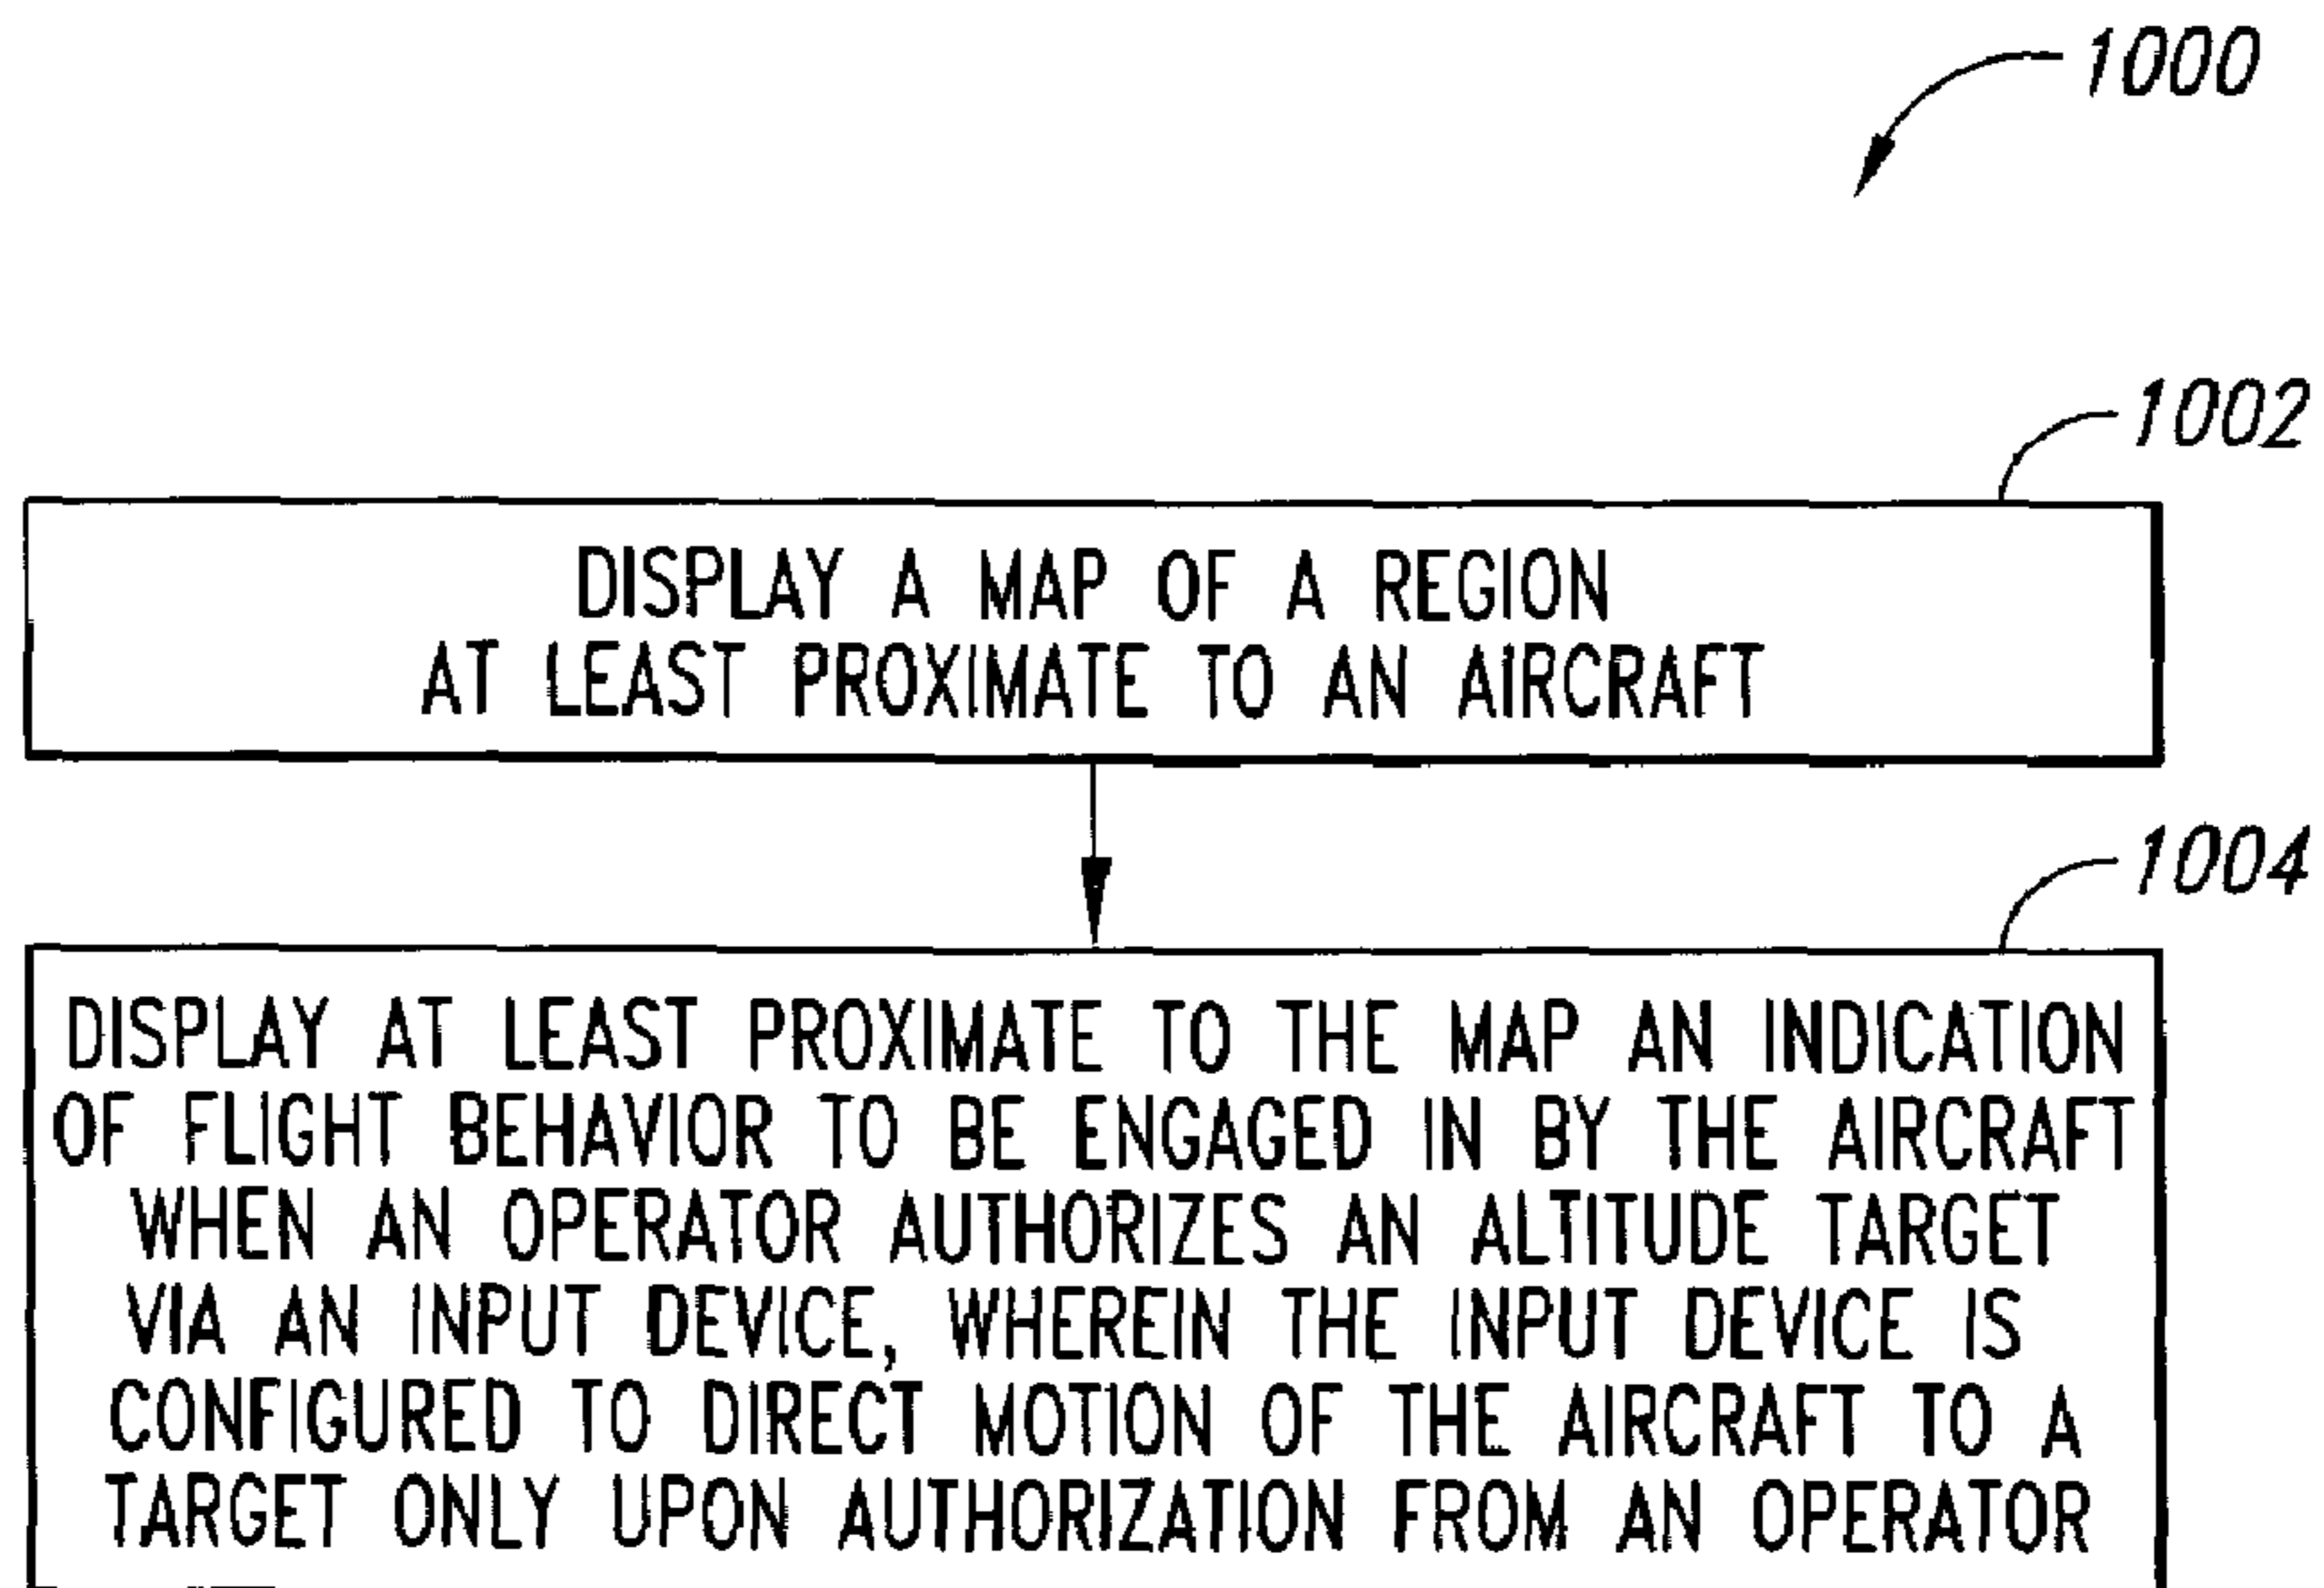 1000
1002
DISPLAY A MAP OF A REGION
AT LEAST PROXIMATE TO AN AIRCRAFT
1004
DISPLAY AT LEAST PROXIMATE TO THE MAP AN INDICATION
OF FLIGHT BEHAVIOR TO BE ENGAGED IN BY THE AIRCRAFT
WHEN AN OPERATOR AUTHORIZES AN ALTITUDE TARGET
VIA AN INPUT DEVICE, WHEREIN THE INPUT DEVICE IS
CONFIGURED TO DIRECT MOTION OF THE AIRCRAFT TO A
TARGET ONLY UPON AUTHORIZATION FROM AN OPERATOR